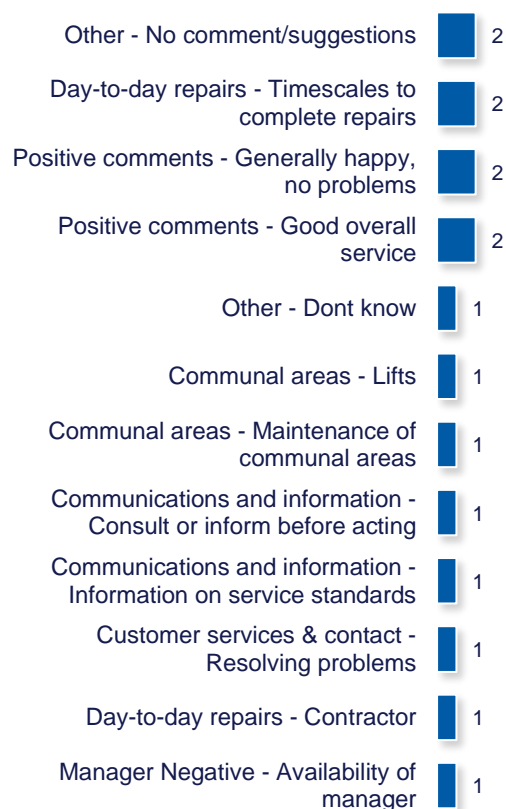 Other - No comment/suggestions 2
Day-to-day repairs - Timescales to
complete repairs 2
Positive comments - Generally happy,
no problems 2
Positive comments - Good overall
service 2
Other - Dont know 1
Communal areas - Lifts 1
Communal areas - Maintenance of
communal areas 1
Communications and information -
Consult or inform before acting 1
Communications and information -
Information on service standards 1
Customer services & contact -
Resolving problems 1
Day-to-day repairs - Contractor 1
Manager Negative - Availability of
manager 1